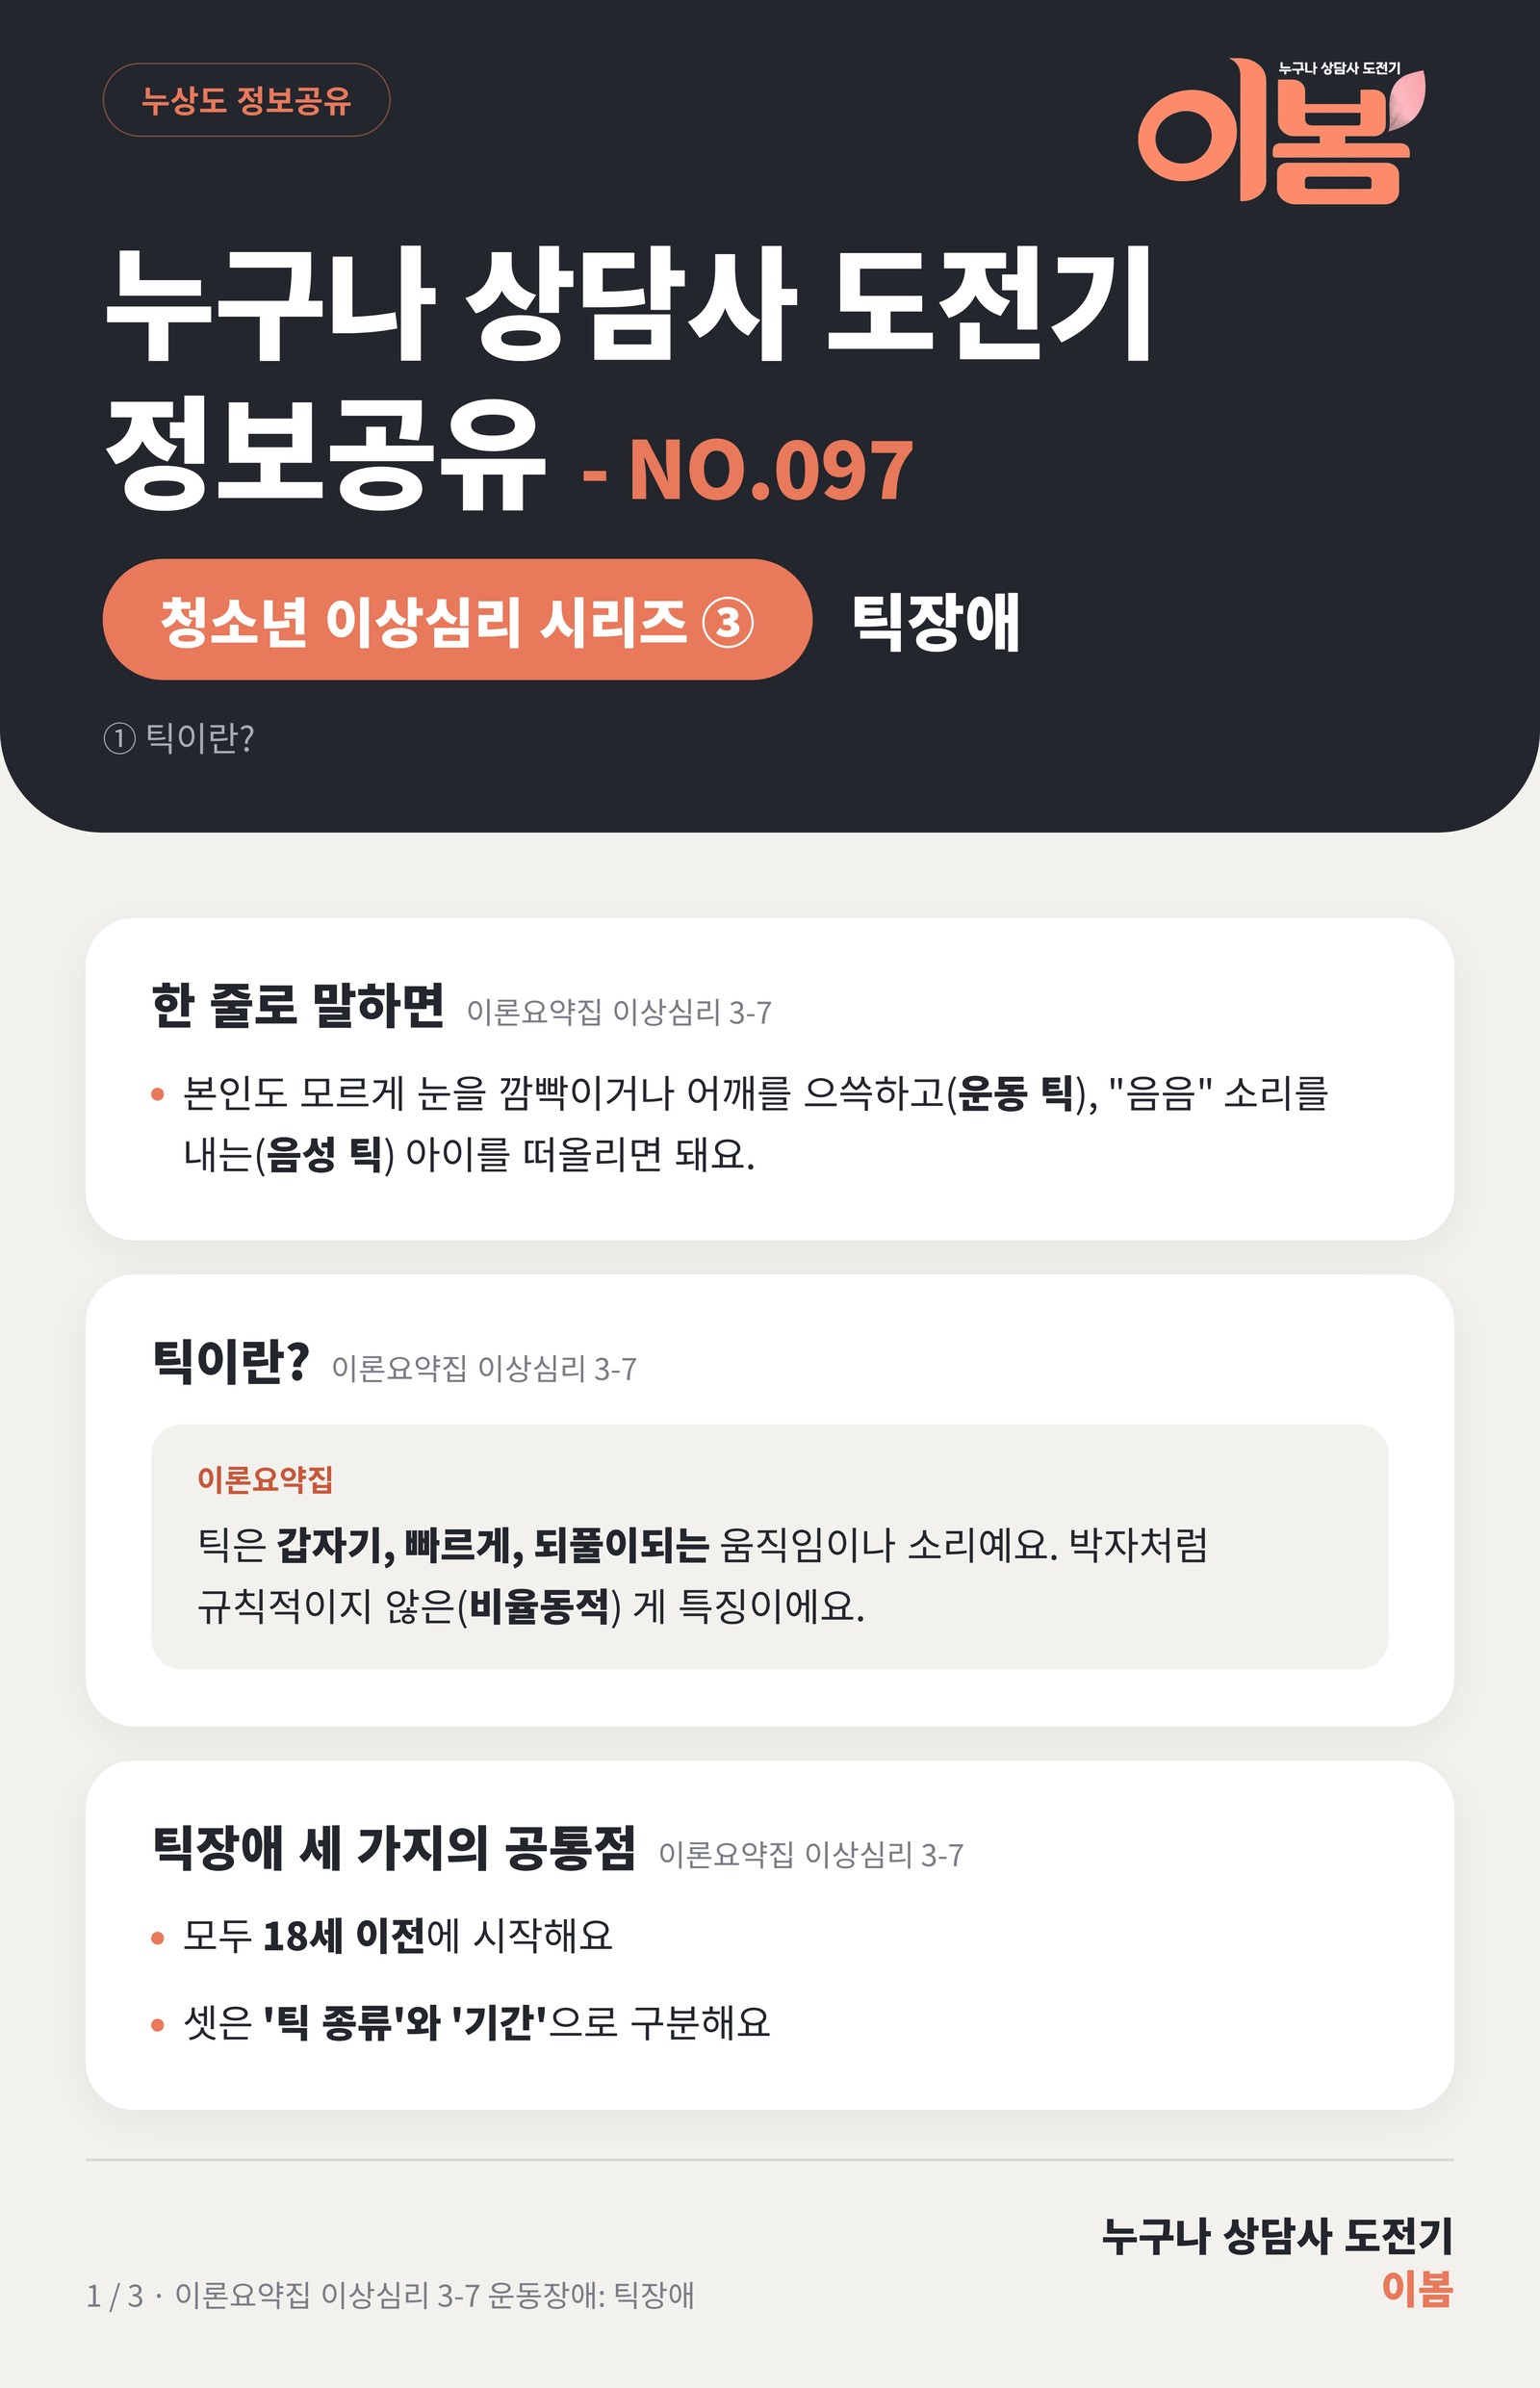 누상도 정보공유
누구나 상담사 도전기
이봄
누구나 상담사 도전기
정보공유 - NO.097
청소년 이상심리 시리즈 ③ 틱장애
① 틱이란?
한 줄로 말하면 이론요약집 이상심리 3-7
• 본인도 모르게 눈을 깜빡이거나 어깨를 으쓱하고(운동 틱), "음음" 소리를
내는(음성 틱) 아이를 떠올리면 돼요.
틱이란? 이론요약집 이상심리 3-7
이론요약집
틱은 갑자기, 빠르게, 되풀이되는 움직임이나 소리예요. 박자처럼
규칙적이지 않은(비율동적) 게 특징이에요.
틱장애 세 가지의 공통점 이론요약집 이상심리 3-7
• 모두 18세 이전에 시작해요
• 셋은 '틱 종류'와 '기간'으로 구분해요
누구나 상담사 도전기
이봄
1 / 3 · 이론요약집 이상심리 3-7 운동장애: 틱장애